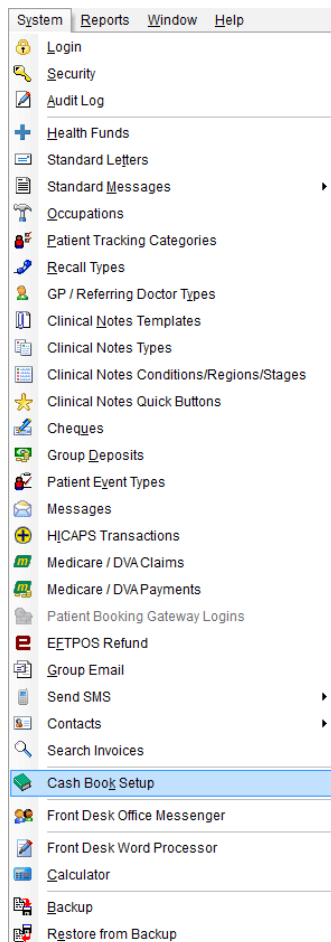 System Reports Window Help
Login
Security
Audit Log
Health Funds
Standard Letters
Standard Messages
Occupations
Patient Tracking Categories
Recall Types
GP / Referring Doctor Types
Clinical Notes Templates
Clinical Notes Types
Clinical Notes Conditions/Regions/Stages
Clinical Notes Quick Buttons
Cheques
Group Deposits
Patient Event Types
Messages
HICAPS Transactions
Medicare / DVA Claims
Medicare / DVA Payments
Patient Booking Gateway Logins
EFTPOS Refund
Group Email
Send SMS
Contacts
Search Invoices
Cash Book Setup
Front Desk Office Messenger
Front Desk Word Processor
Calculator
Backup
Restore from Backup